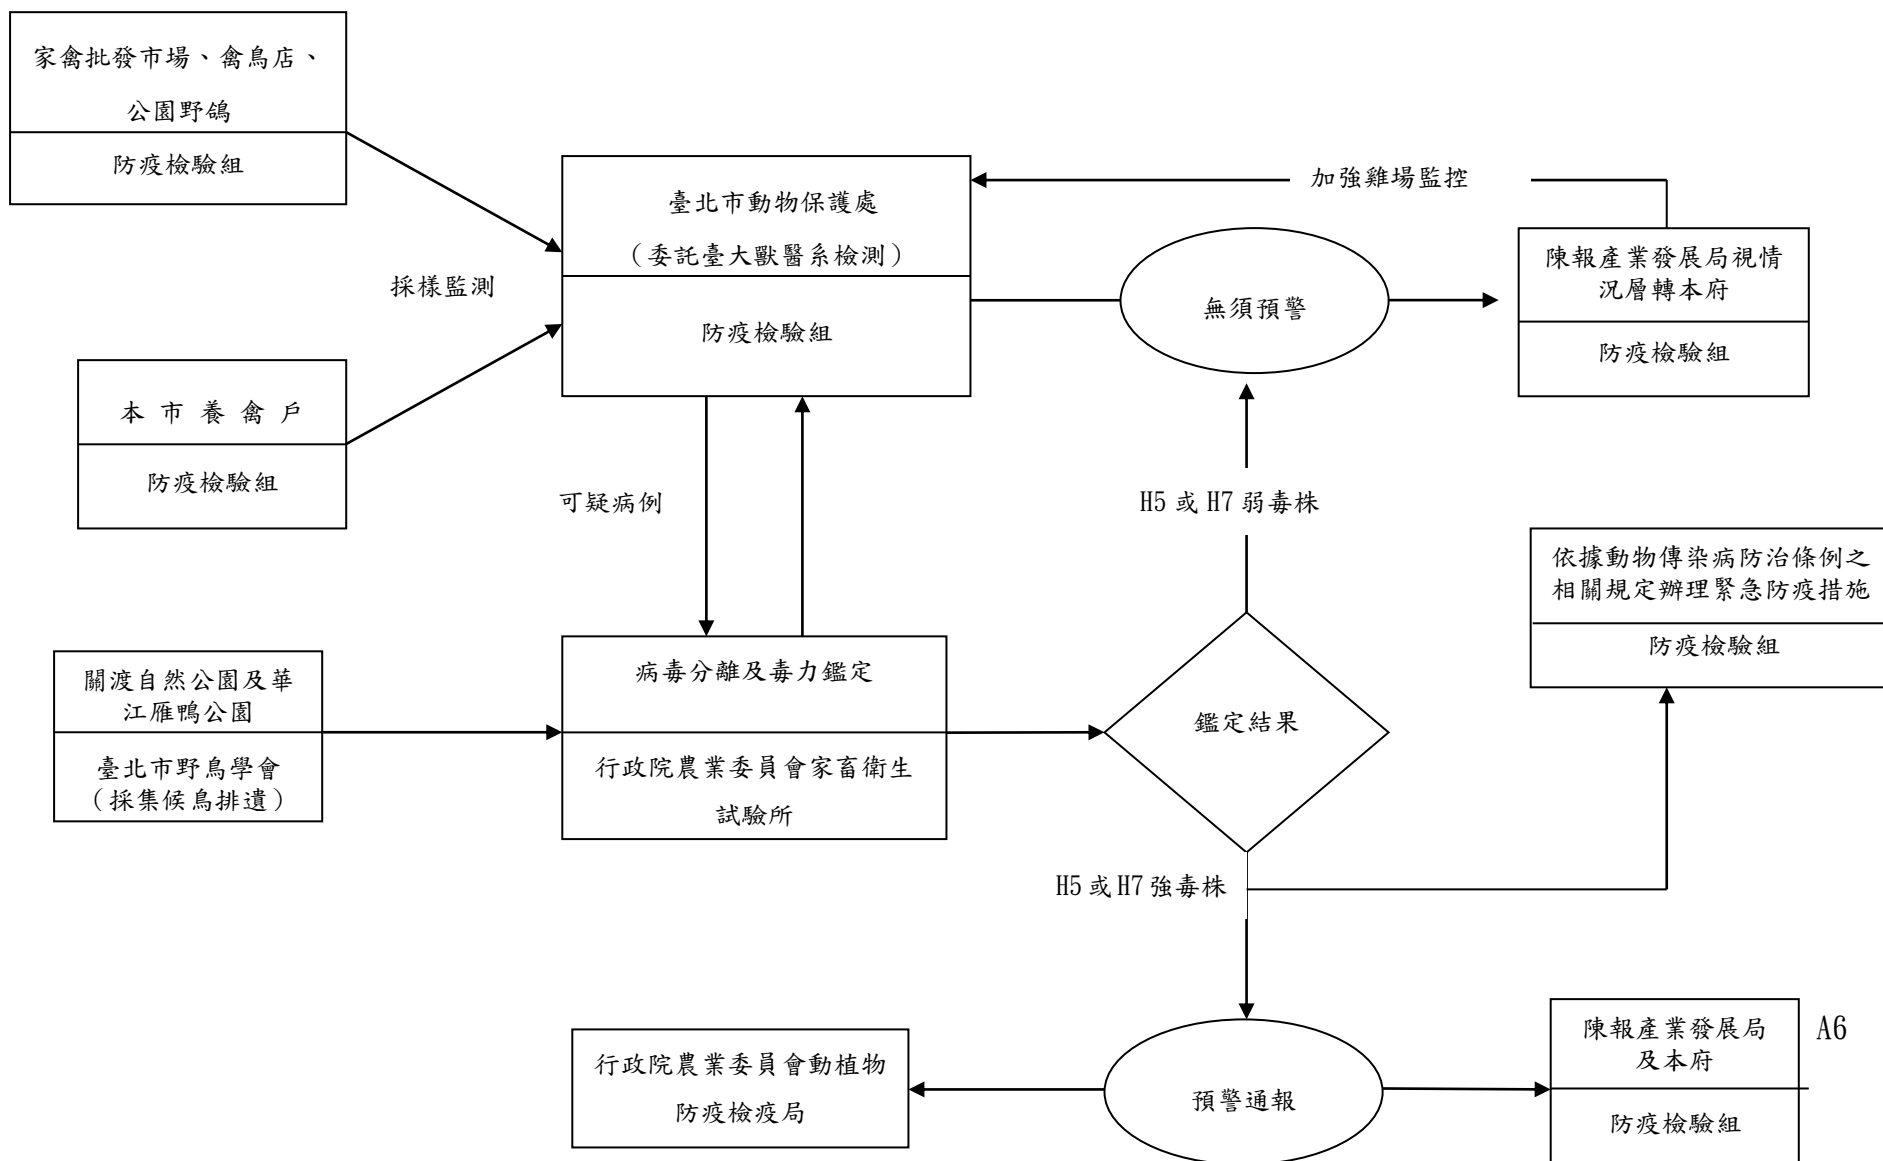 家禽批發市場、禽鳥店、
公園野鴿
防疫檢驗組
臺北市動物保護處
（委託臺大獸醫系檢測）
防疫檢驗組
加強雞場監控
採樣監測
無須預警
陳報產業發展局視情
況層轉本府
防疫檢驗組
本 市 養 禽 戶
防疫檢驗組
可疑病例
H5 或 H7 弱毒株
依據動物傳染病防治條例之
相關規定辦理緊急防疫措施
防疫檢驗組
關渡自然公園及華
江雁鴨公園
臺北市野鳥學會
（採集候鳥排遺）
病毒分離及毒力鑑定
行政院農業委員會家畜衛生
試驗所
鑑定結果
H5 或 H7 強毒株
行政院農業委員會動植物
防疫檢疫局
預警通報
陳報產業發展局
及本府
防疫檢驗組
A6